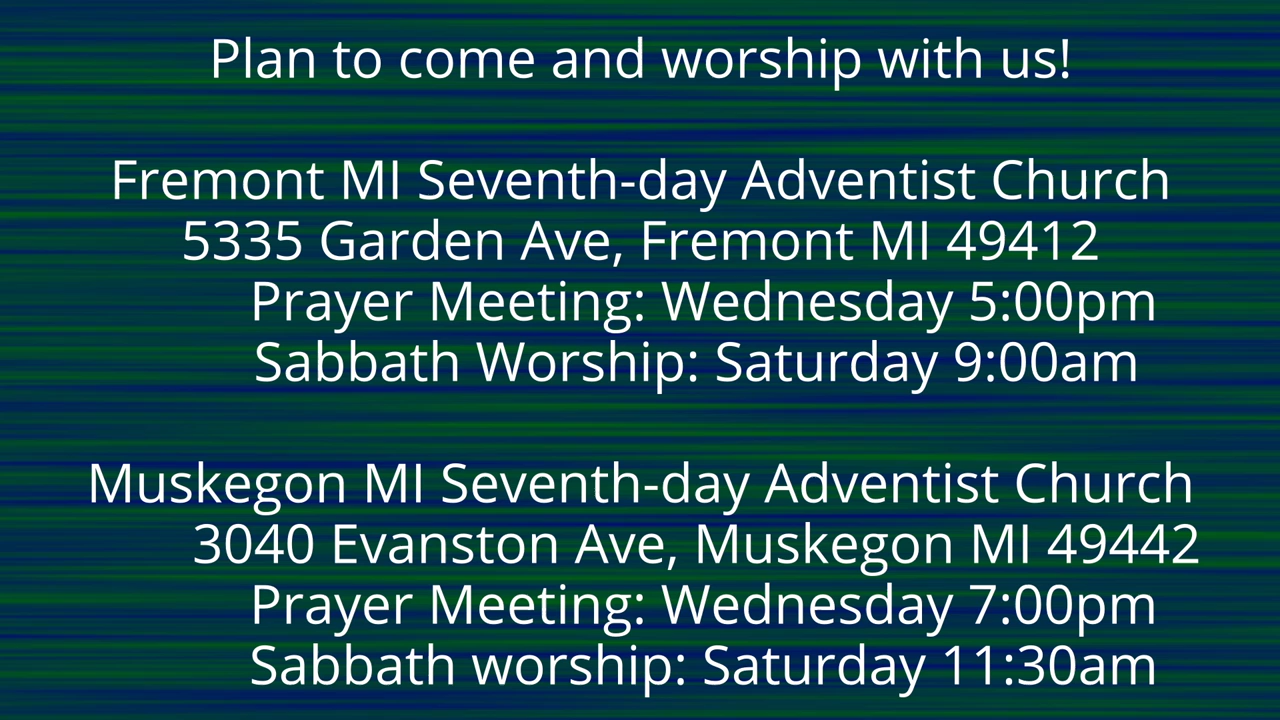 Plan to come and worship with us!
Fremont MI Seventh-day Adventist Church
5335 Garden Ave, Fremont MI 49412
Prayer Meeting: Wednesday 5:00pm
Sabbath Worship: Saturday 9:00am
Muskegon MI Seventh-day Adventist Church
3040 Evanston Ave, Muskegon MI 49442
Prayer Meeting: Wednesday 7:00pm
Sabbath worship: Saturday 11:30am